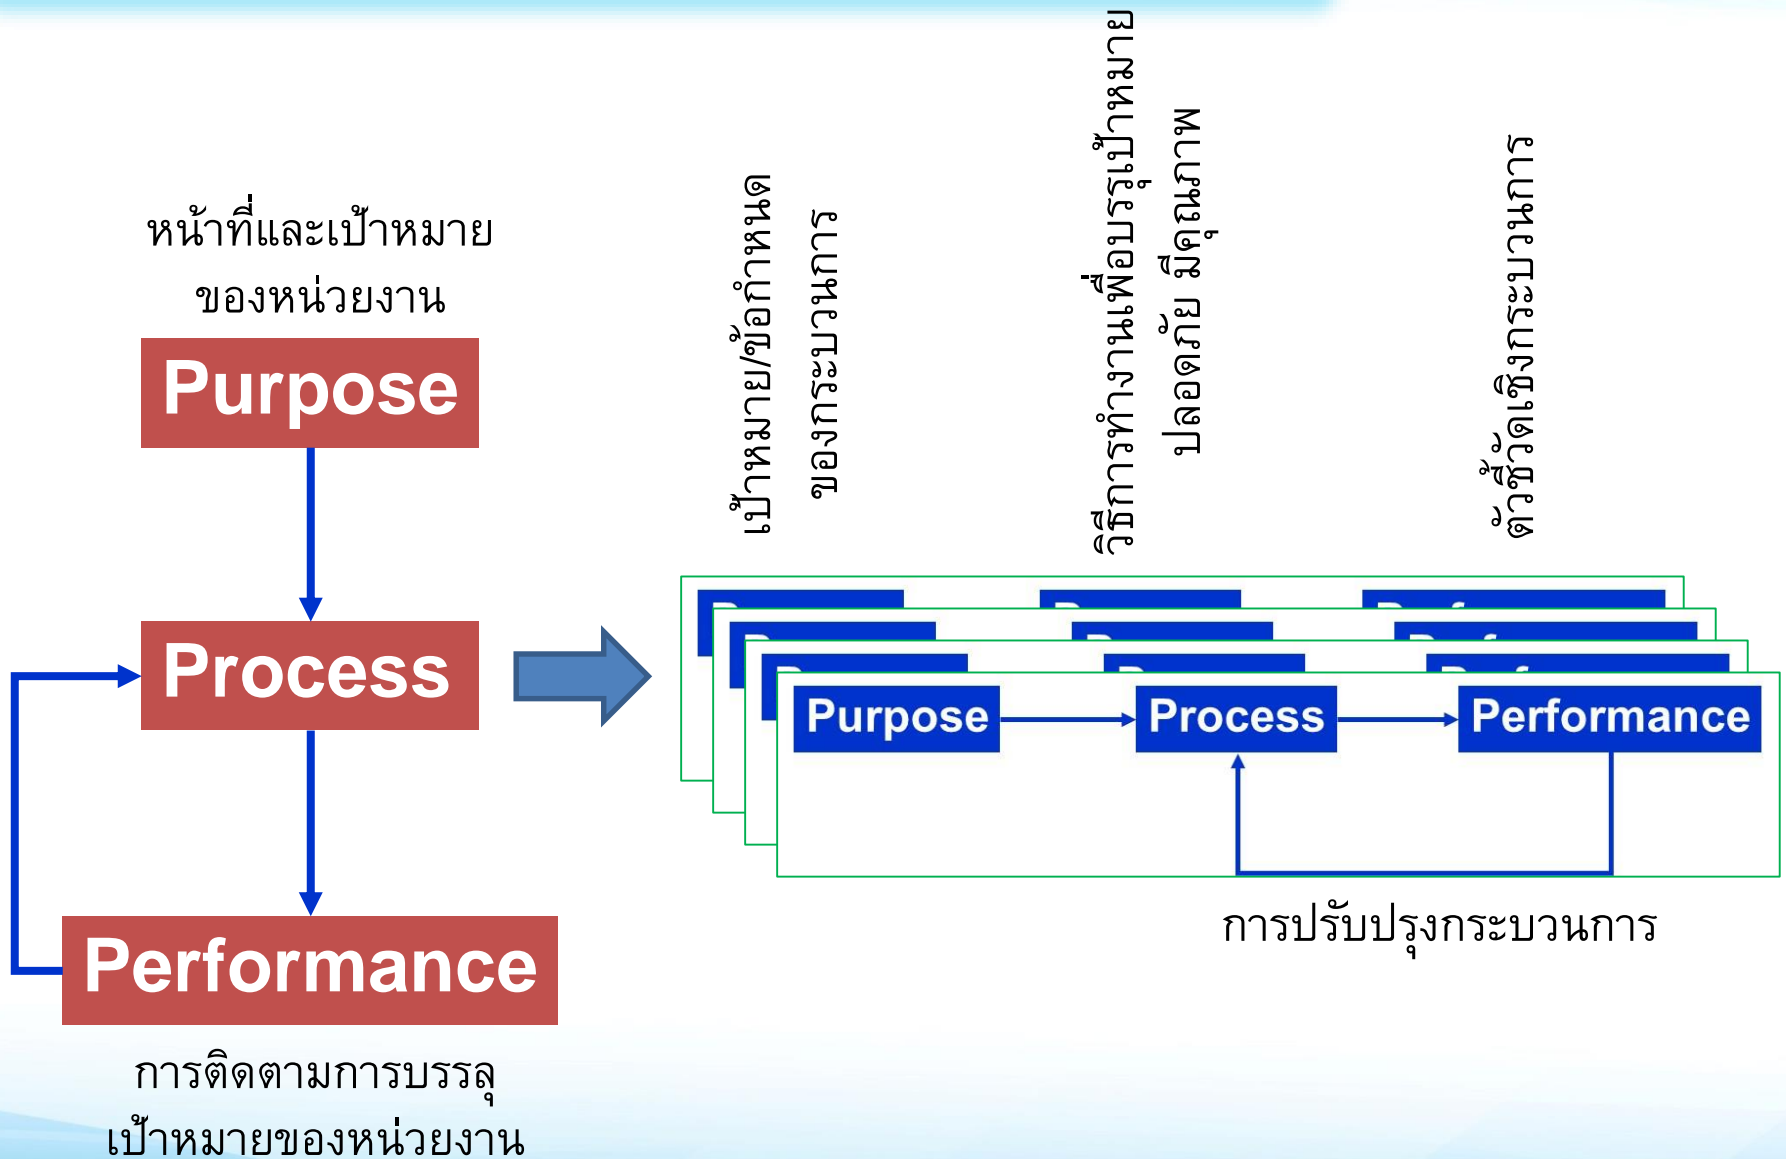 หน้าที่และเป้าหมาย
ของหน่วยงาน
Purpose
Process
Performance
การติดตามการบรรลุ
เป้าหมายของหน่วยงาน
เป้าหมาย/ข้อกำหนด
ของกระบวนการ
วิธีการทำงานเพื่อบรรุเป้าหมาย
ปลอดภัย มีคุณภาพ
ตัวชี้วัดเชิงกระบวนการ
Purpose
Process
Performance
การปรับปรุงกระบวนการ